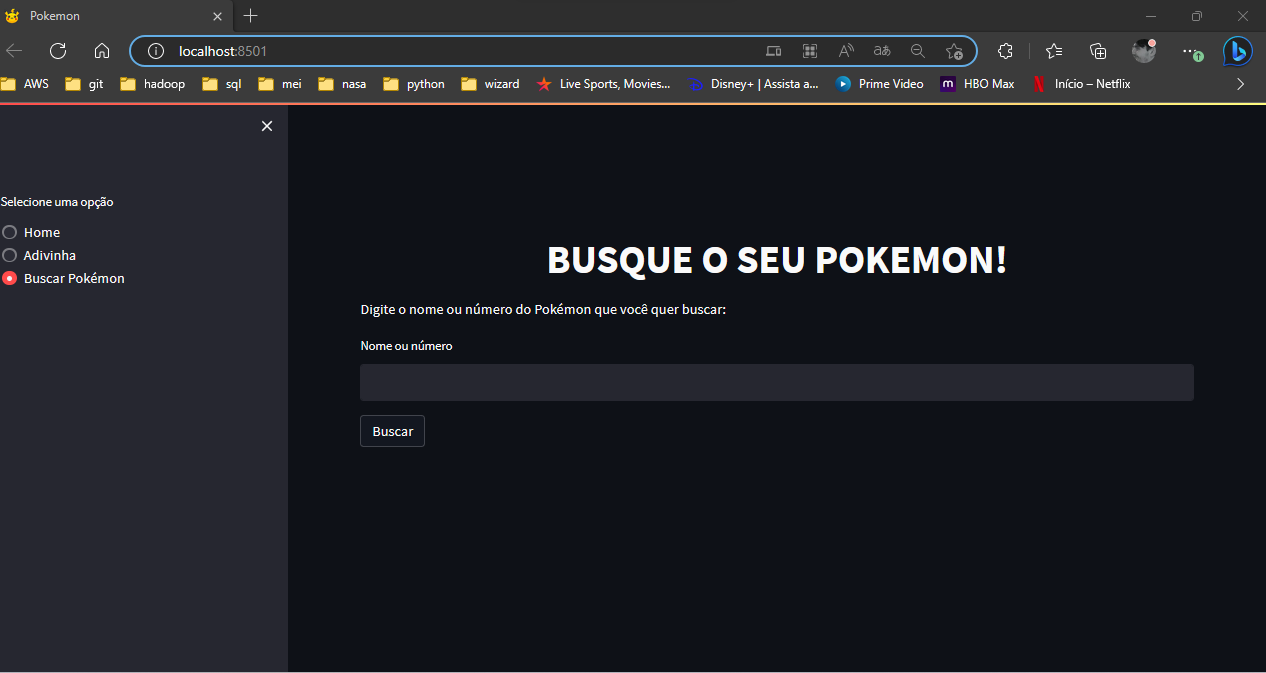 Pokemon
localhost:8501
AWS git hadoop sql mei nasa python wizard Live Sports, Movies... Disney+ | Assista a... Prime Video m HBO Max N Início – Netflix
Selecione uma opção
Home
Adivinha
Buscar Pokémon
BUSQUE O SEU POKEMON!
Digite o nome ou número do Pokémon que você quer buscar:
Nome ou número
Buscar